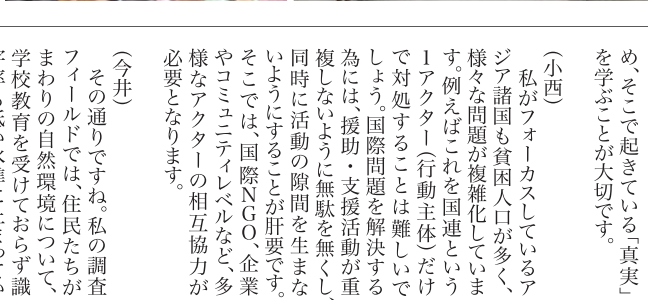 め、そこで起きている「真実」
を学ぶことが大切です。
(小西)
私がフォーカスしているア
ジア諸国も貧困人口が多く、
様々な問題が複雑化していま
す。例えばこれを国連という
1アクター(行動主体)だけ
で対処することは難しいで
しょう。国際問題を解決する
為には、援助・支援活動が重
複しないように無駄を無くし、
同時に活動の隙間を生まな
いようにすることが肝要です。
そこでは、国際NGO、企業
やコミュニティレベルなど、多
様なアクターの相互協力が
必要となります。
(今井)
その通りですね。私の調査
フィールドでは、住民たちが
まわりの自然環境について、
学校教育を受けておらず識